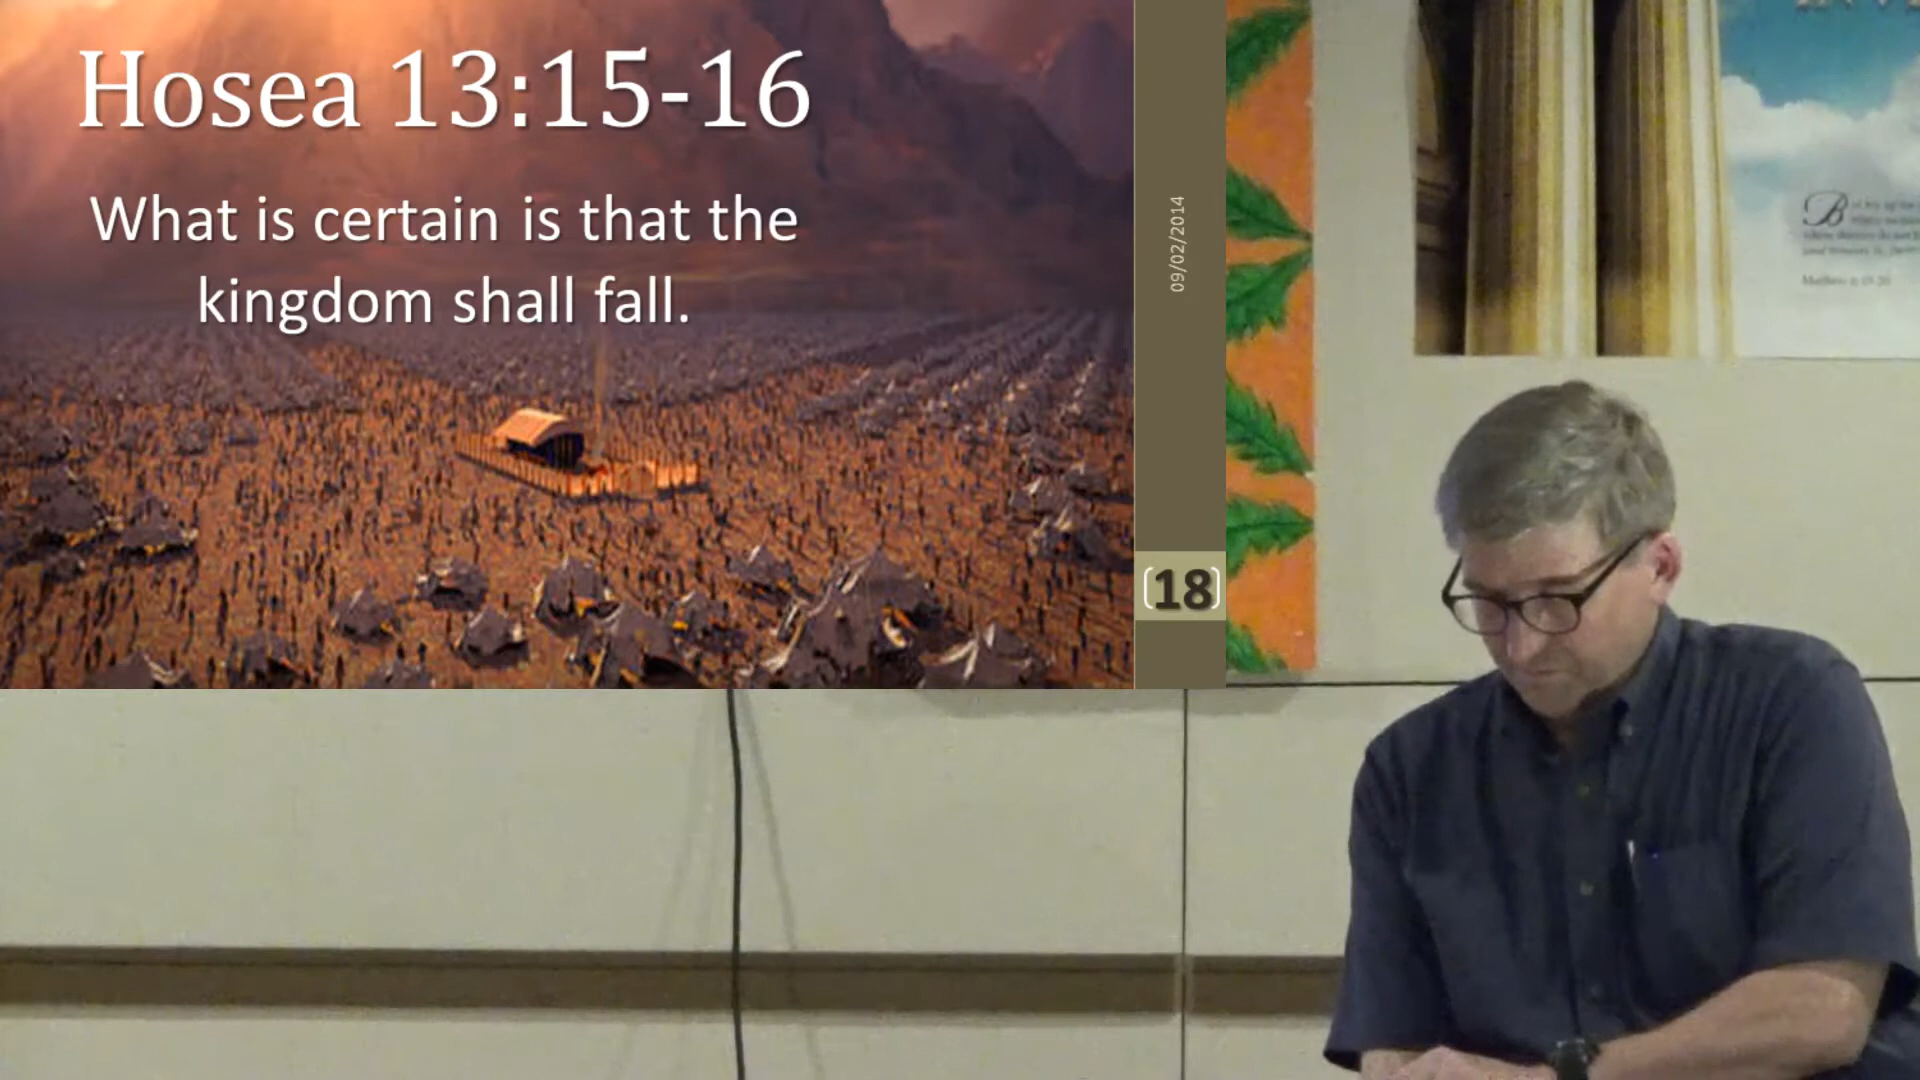 Hosea 13:15-16
What is certain is that the
kingdom shall fall.
09/02/2014
18